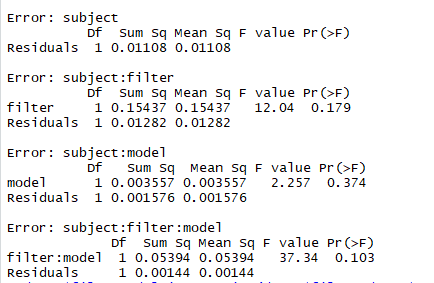 Error: subject
Df Sum Sq Mean Sq F value Pr(>F)
Residuals 1 0.01108 0.01108
Error: subject:filter
Df Sum Sq Mean Sq F value Pr(>F)
filter 1 0.15437 0.15437 12.04 0.179
Residuals 1 0.01282 0.01282
Error: subject:model
Df Sum Sq Mean Sq F value Pr(>F)
model 1 0.003557 0.003557 2.257 0.374
Residuals 1 0.001576 0.001576
Error: subject:filter:model
Df Sum Sq Mean Sq F value Pr(>F)
filter:model 1 0.05394 0.05394 37.34 0.103
Residuals 1 0.00144 0.00144